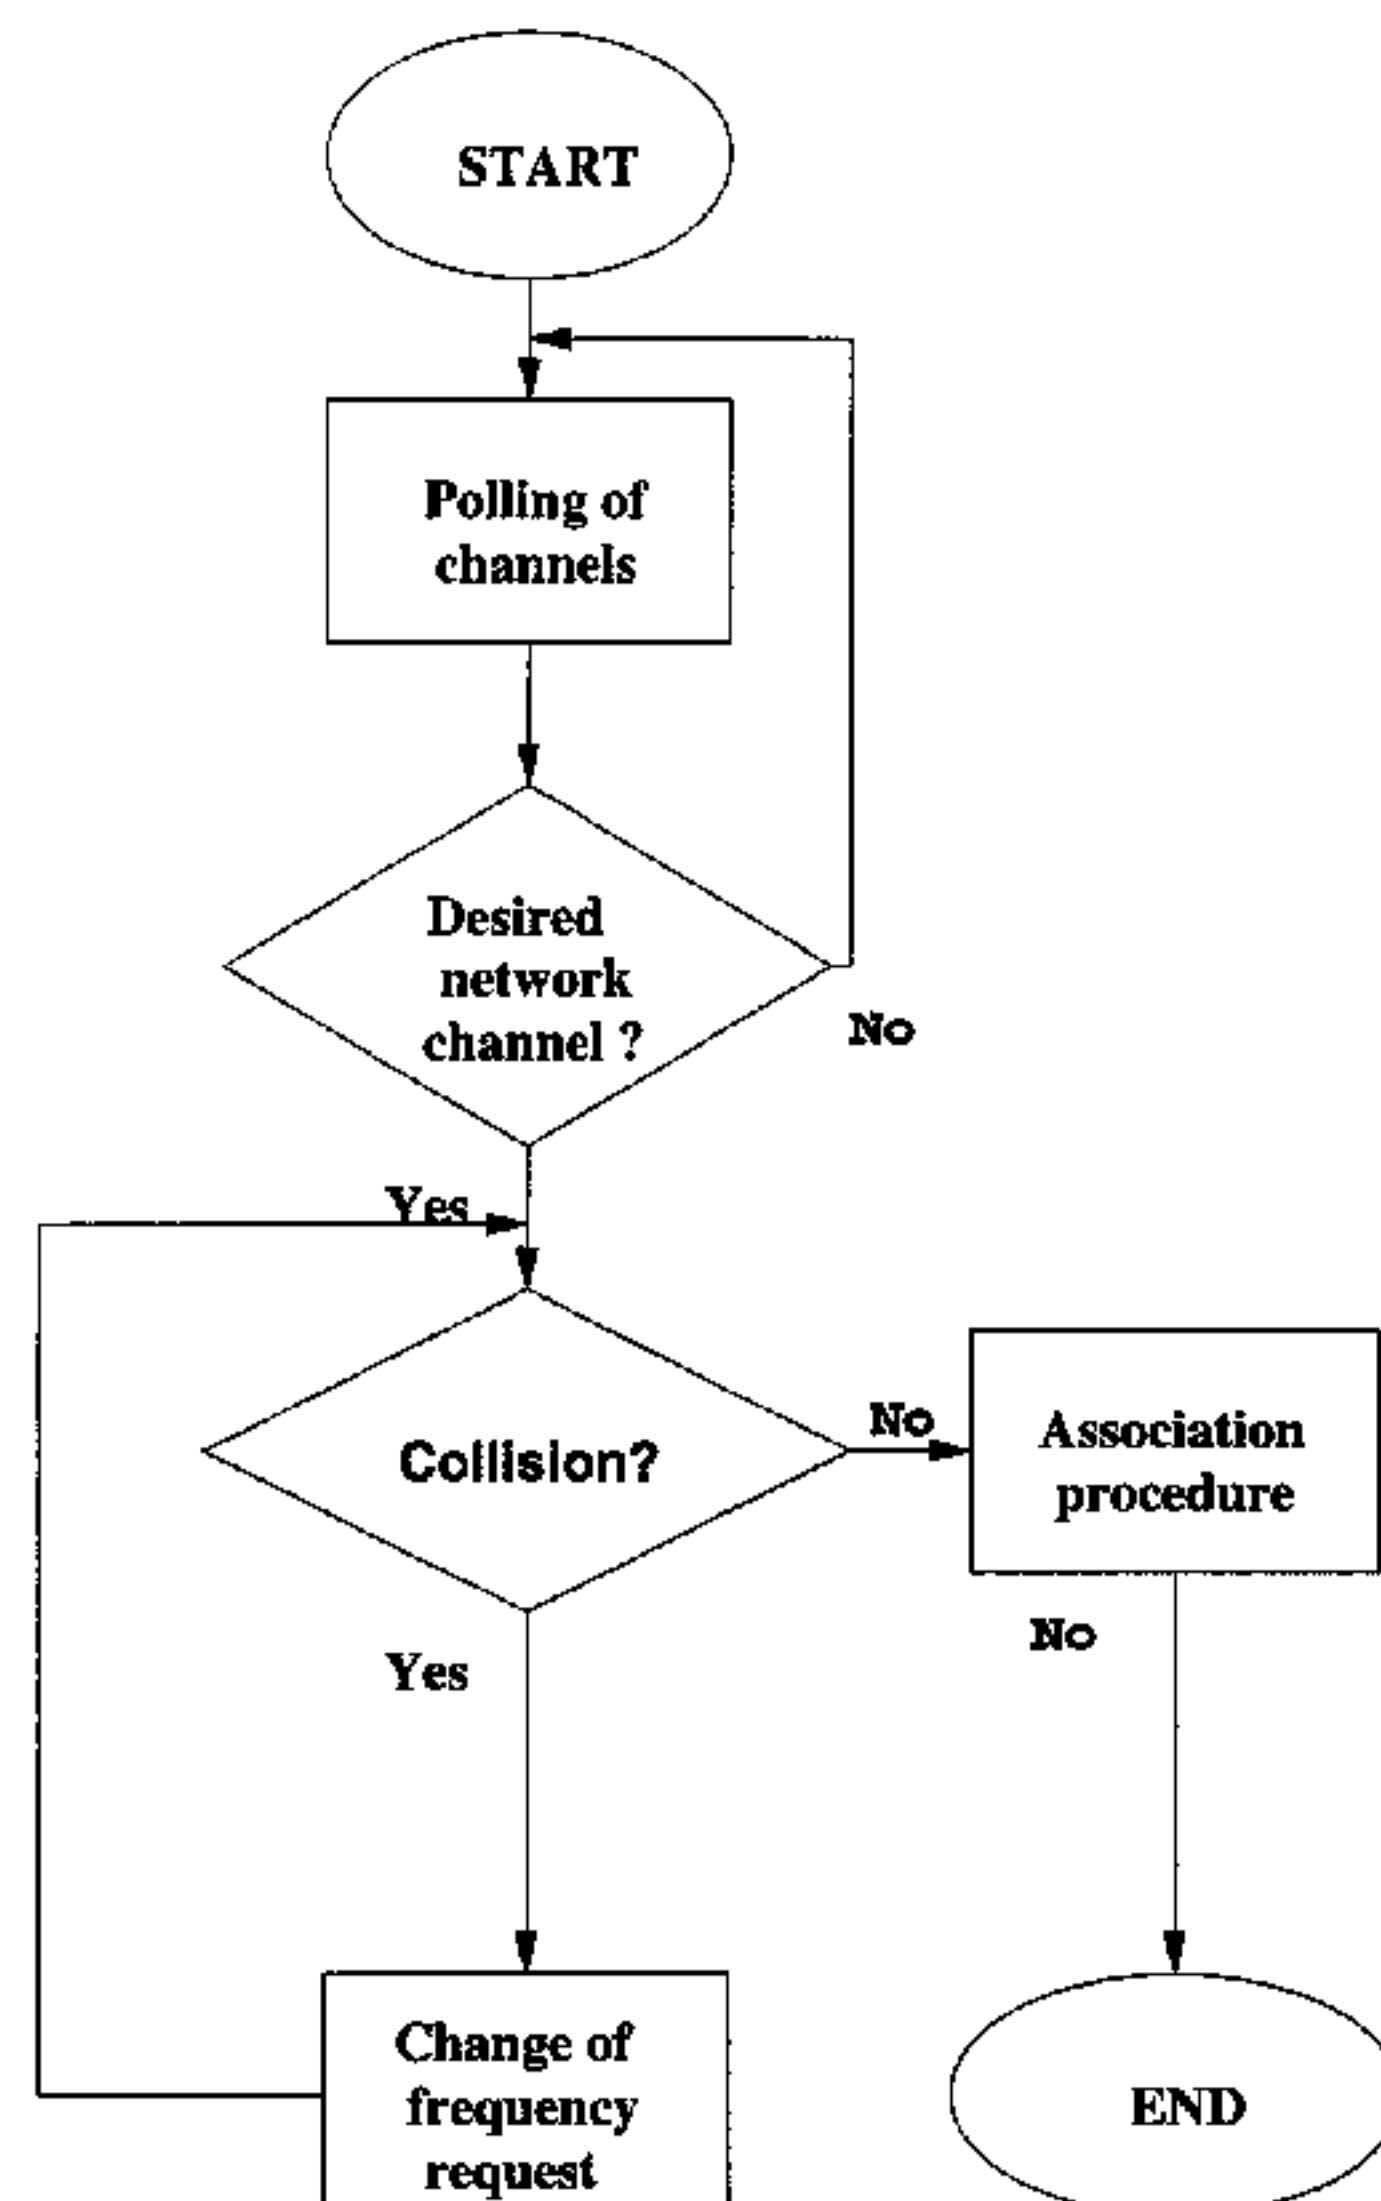 START
Polling of
channels
Desired
network
channel ?
No
Yes
Collision?
No
Association
procedure
No
Yes
Change of
frequency
request
END